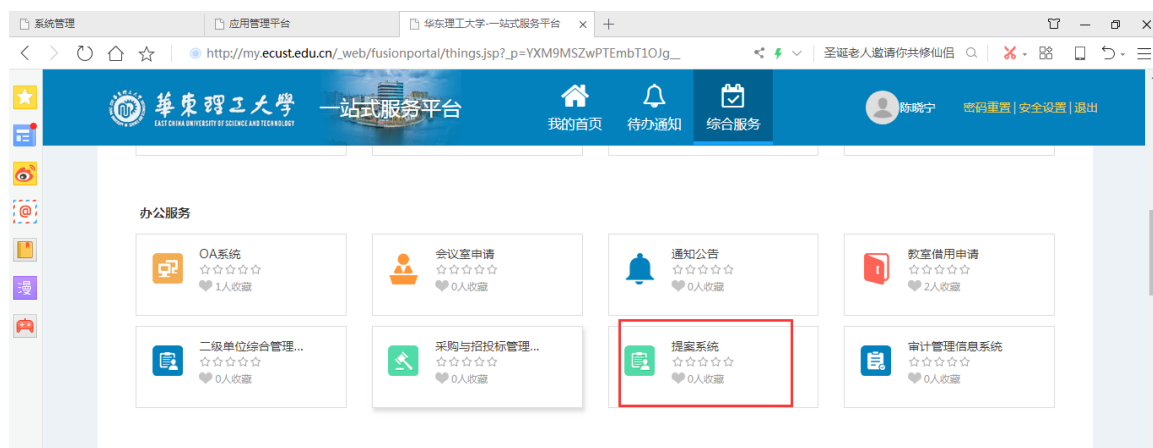 系统管理
应用管理平台
华东理工大学-一站式服务平台
http://my.ecust.edu.cn/_web/fusionportal/things.jsp?_p=YXM9MSZwPTEmbT1OJg__
圣诞老人邀请你共修仙侣
華東理工大學
EAST CHINA UNIVERSITY OF SCIENCE AND TECHNOLOGY
一站式服务平台
我的首页
待办通知
综合服务
陈晓宁
密码重置|安全设置|退出
@
漫
办公服务
OA系统
1人收藏
会议室申请
0人收藏
通知公告
0人收藏
教室借用申请
2人收藏
二级单位综合管理...
0人收藏
采购与招投标管理...
0人收藏
提案系统
0人收藏
审计管理信息系统
0人收藏